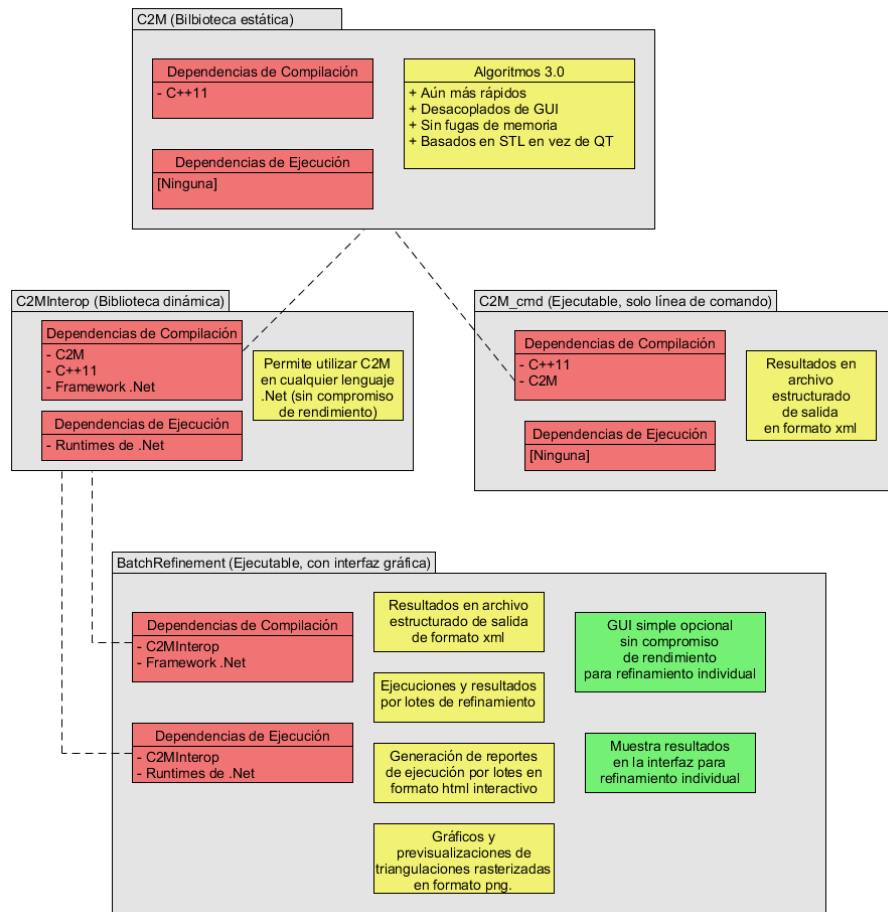 C2M (Bilbioteca estática)
Dependencias de Compilación
- C++11
Algoritmos 3.0
+ Aún más rápidos
+ Desacoplados de GUI
+ Sin fugas de memoria
+ Basados en STL en vez de QT
Dependencias de Ejecución
[Ninguna]
C2MInterop (Biblioteca dinámica)
Dependencias de Compilación
- C2M
- C++11
- Framework .Net
Permite utilizar C2M
en cualquier lenguaje
.Net (sin compromiso
de rendimiento)
Dependencias de Ejecución
- Runtimes de .Net
C2M_cmd (Ejecutable, solo línea de comando)
Dependencias de Compilación
- C++11
- C2M
Resultados en
archivo
estructurado
de salida
en formato xml
Dependencias de Ejecución
[Ninguna]
BatchRefinement (Ejecutable, con interfaz gráfica)
Dependencias de Compilación
- C2MInterop
- Framework .Net
Dependencias de Ejecución
- C2MInterop
- Runtimes de .Net
Resultados en archivo
estructurado de salida
de formato xml
Ejecuciones y resultados
por lotes de refinamiento
Generación de reportes
de ejecución por lotes en
formato html interactivo
Gráficos y
previsualizaciones de
triangulaciones rasterizadas
en formato png.
GUI simple opcional
sin compromiso
de rendimiento
para refinamiento individual
Muestra resultados
en la interfaz para
refinamiento individual